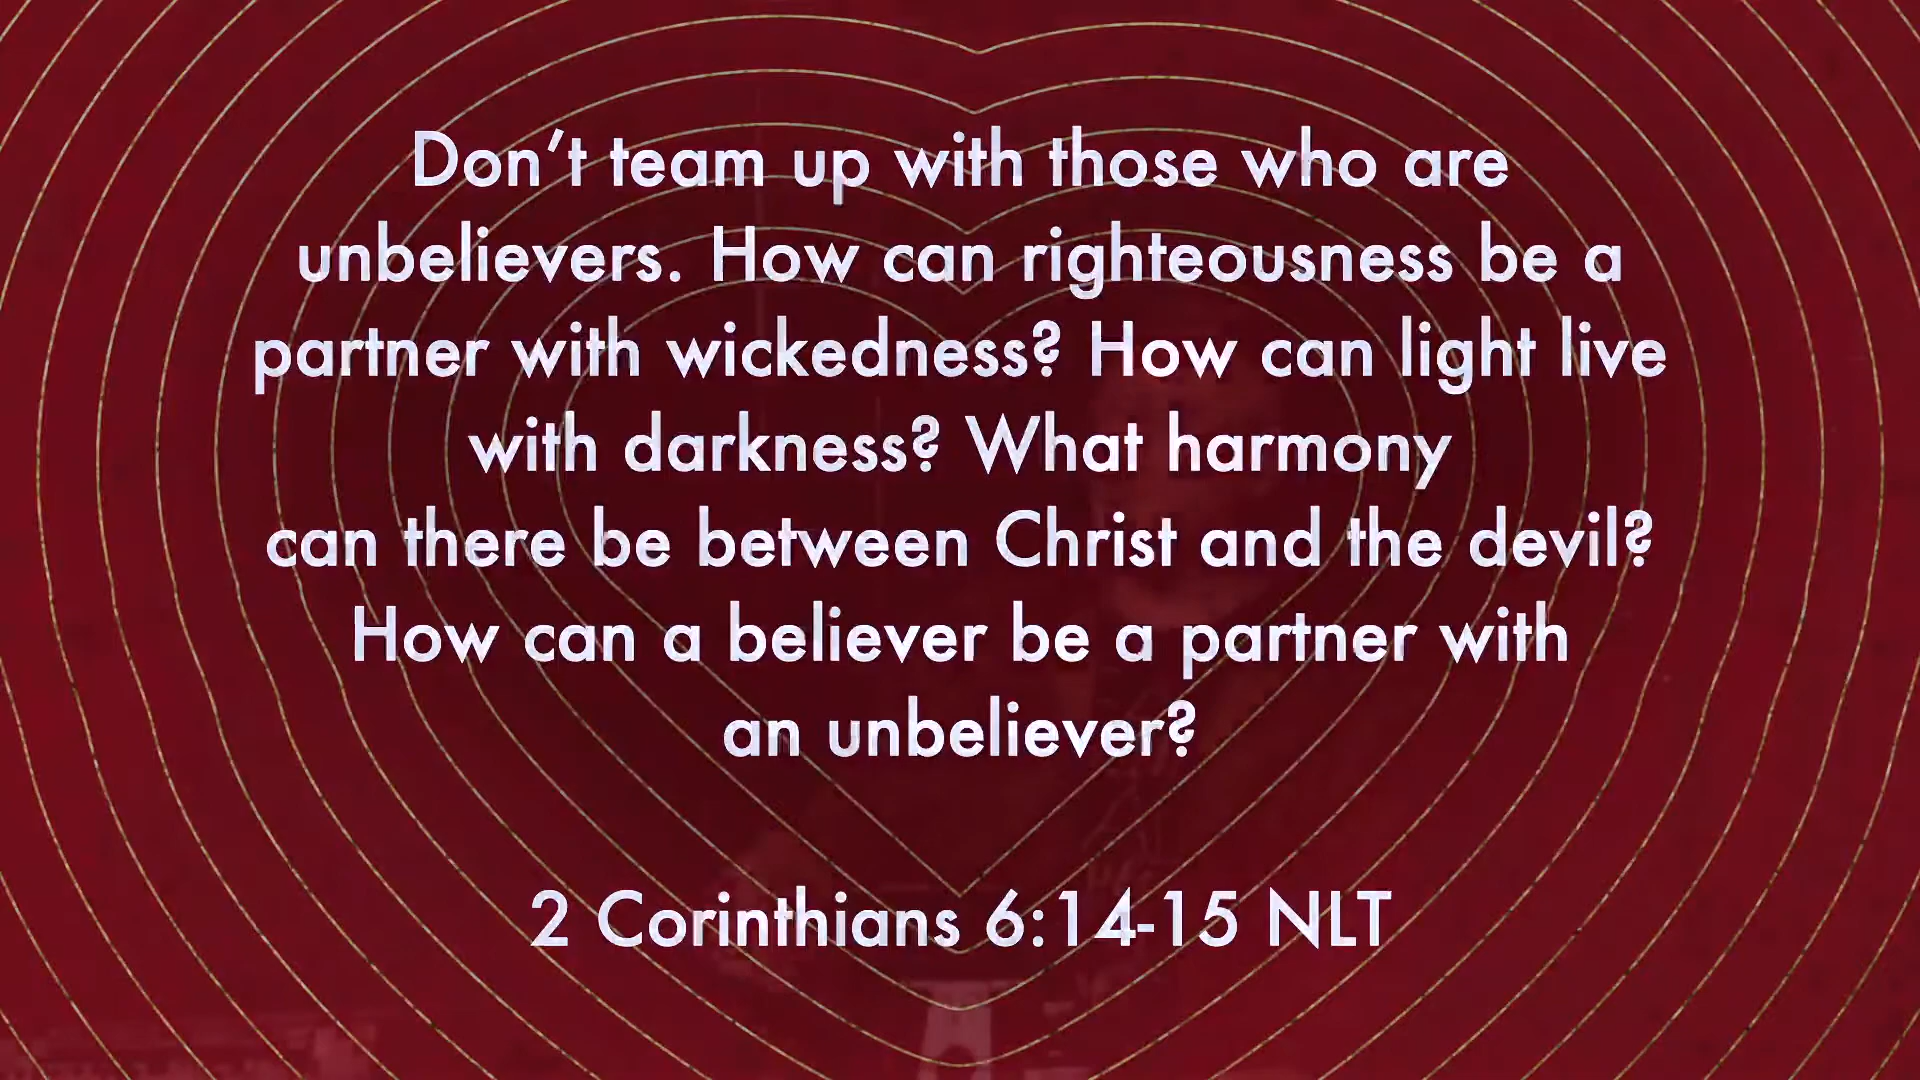 Don’t team up with those who are
unbelievers. How can righteousness be a
partner with wickedness? How can light live
with darkness? What harmony
can there be between Christ and the devil?
How can a believer be a partner with
an unbeliever?
2 Corinthians 6:14-15 NLT